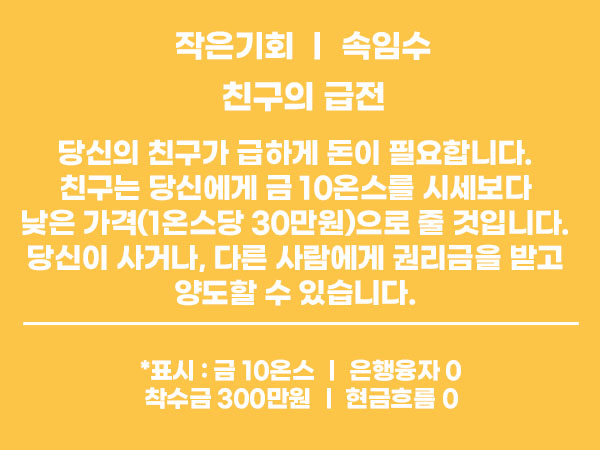 작은기회 | 속임수
친구의 급전
당신의 친구가 급하게 돈이 필요합니다.
친구는 당신에게 금 10온스를 시세보다
낮은 가격(1온스당 30만원)으로 줄 것입니다.
당신이 사거나, 다른 사람에게 권리금을 받고
양도할 수 있습니다.
*표시 : 금 10온스 | 은행융자 0
착수금 300만원 | 현금흐름 0